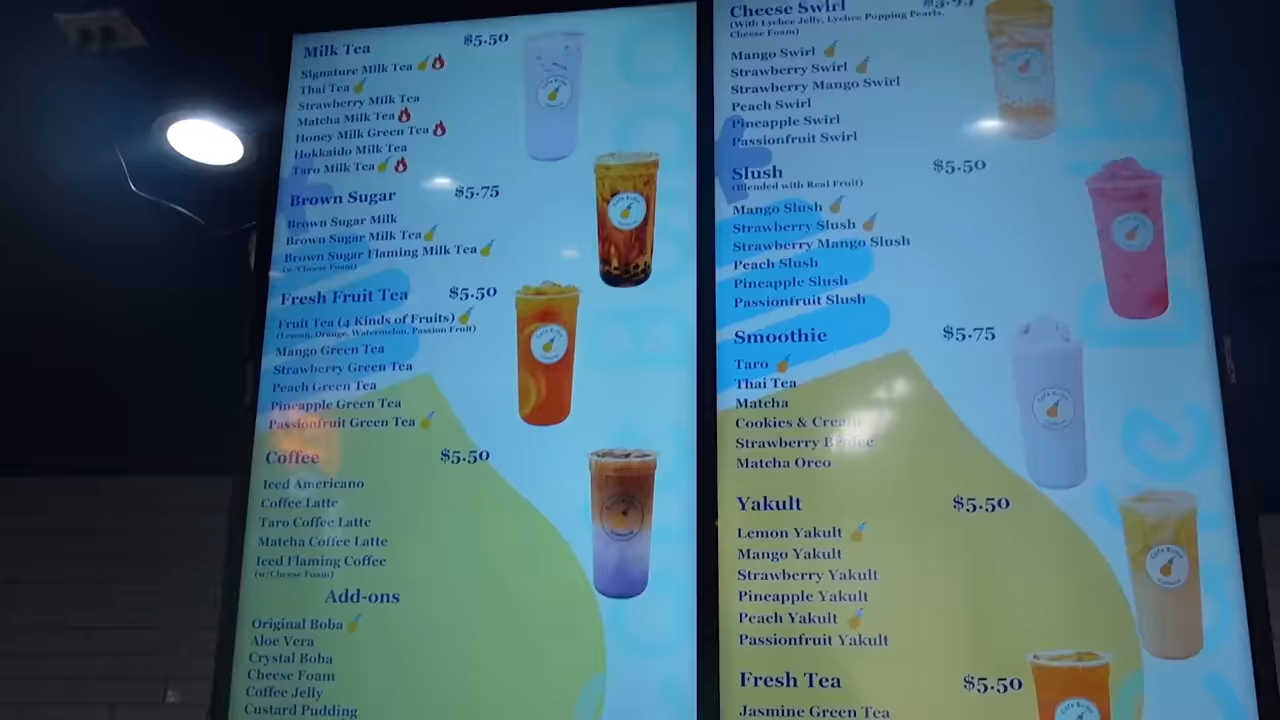 Milk Tea $5.50
Signature Milk Tea
Thai Tea
Strawberry Milk Tea
Matcha Milk Tea
Honey Milk Green Tea
Hokkaido Milk Tea
Taro Milk Tea
Brown Sugar $5.75
Brown Sugar Milk
Brown Sugar Milk Tea
Brown Sugar Flaming Milk Tea
(w/Cheese Foam)
Fresh Fruit Tea $5.50
Fruit Tea (4 Kinds of Fruits)
(Lemon, Orange, Watermelon, Passion Fruit)
Mango Green Tea
Strawberry Green Tea
Peach Green Tea
Pineapple Green Tea
Passionfruit Green Tea
Coffee $5.50
Iced Americano
Coffee Latte
Taro Coffee Latte
Matcha Coffee Latte
Iced Flaming Coffee
(w/Cheese Foam)
Add-ons
Original Boba
Aloe Vera
Crystal Boba
Cheese Foam
Coffee Jelly
Custard Pudding
Cheese Swirl
(With Lychee Jelly, Lychee Popping Pearls,
Cheese Foam)
Mango Swirl
Strawberry Swirl
Strawberry Mango Swirl
Peach Swirl
Pineapple Swirl
Passionfruit Swirl
Slush $5.50
(Blended with Real Fruit)
Mango Slush
Strawberry Slush
Strawberry Mango Slush
Peach Slush
Pineapple Slush
Passionfruit Slush
Smoothie $5.75
Taro
Thai Tea
Matcha
Cookies & Cream
Strawberry
Matcha Oreo
Yakult $5.50
Lemon Yakult
Mango Yakult
Strawberry Yakult
Pineapple Yakult
Peach Yakult
Passionfruit Yakult
Fresh Tea $5.50
Jasmine Green Tea